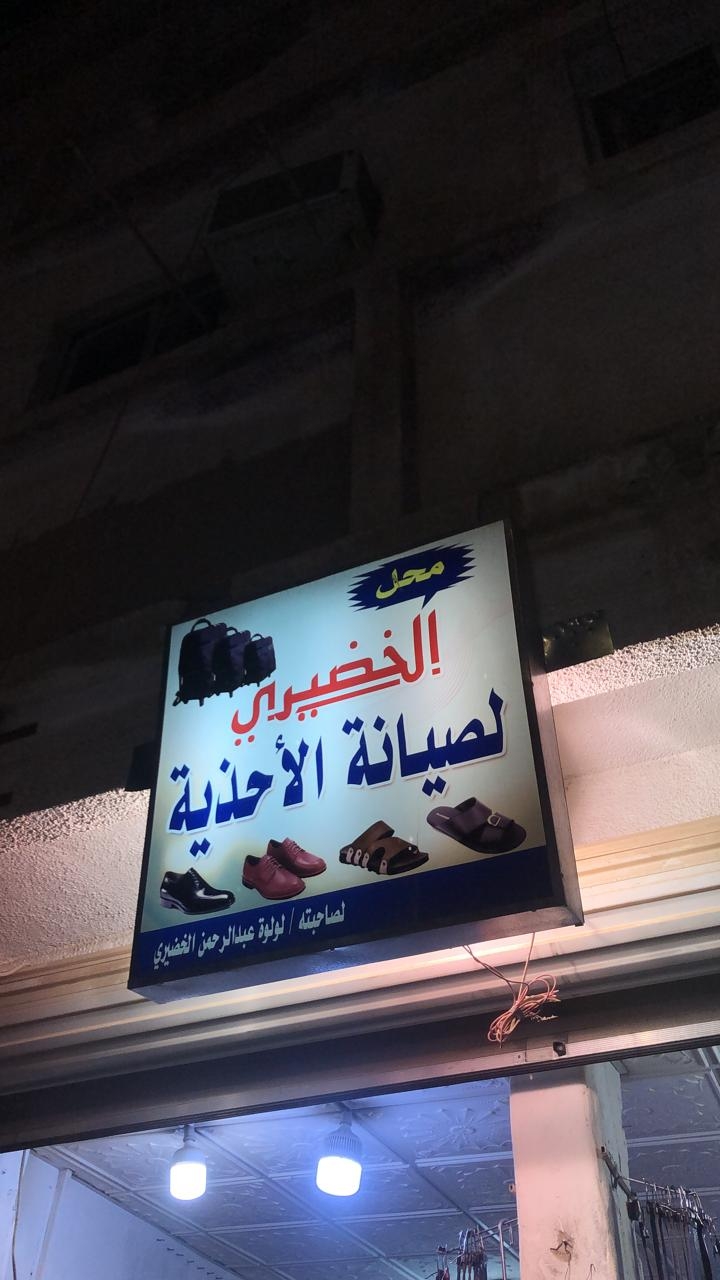 محل
الخضيري
لصيانة الأحذية
لصاحبته / لولوة عبدالرحمن الخضيري